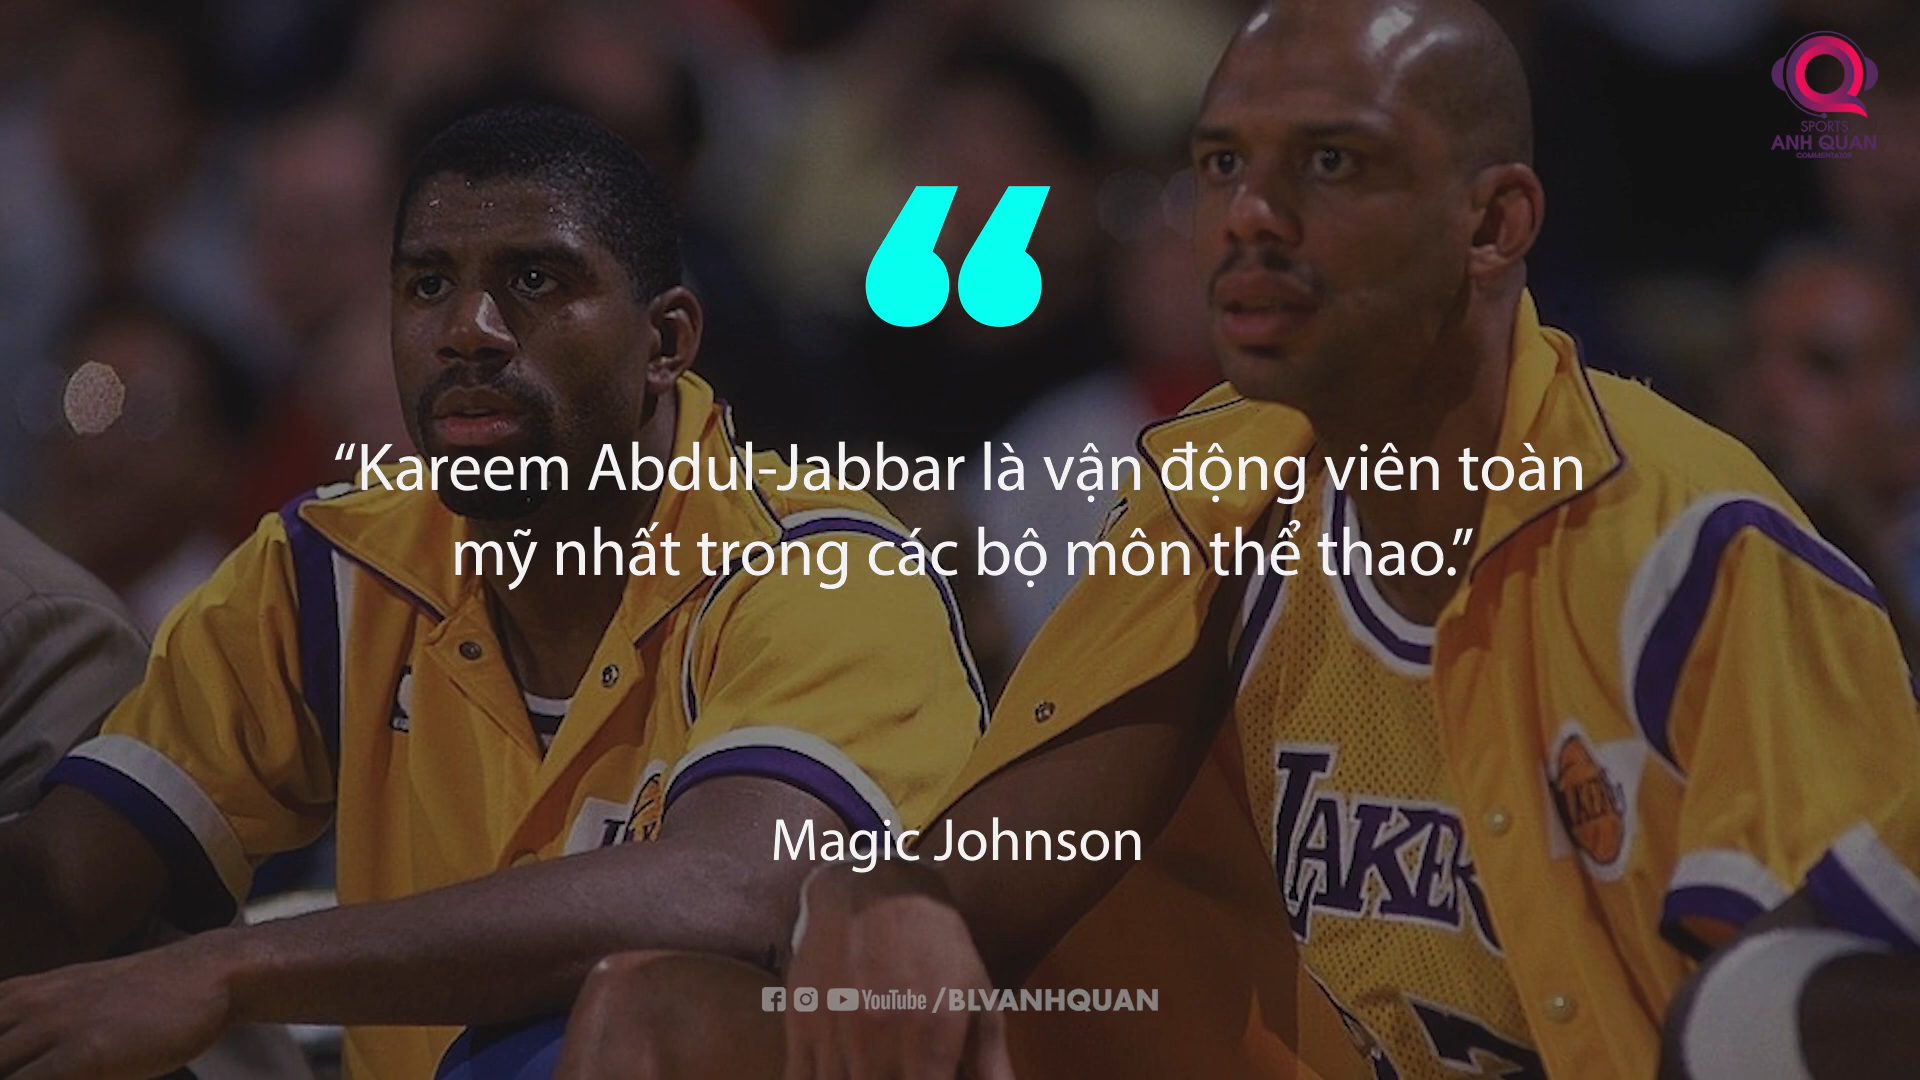 SPORTS
ANH QUAN
COMMENTATOR
“Kareem Abdul-Jabbar là vận động viên toàn
mỹ nhất trong các bộ môn thể thao.”
LAKERS
Magic Johnson
YouTube /BLVANHQUAN